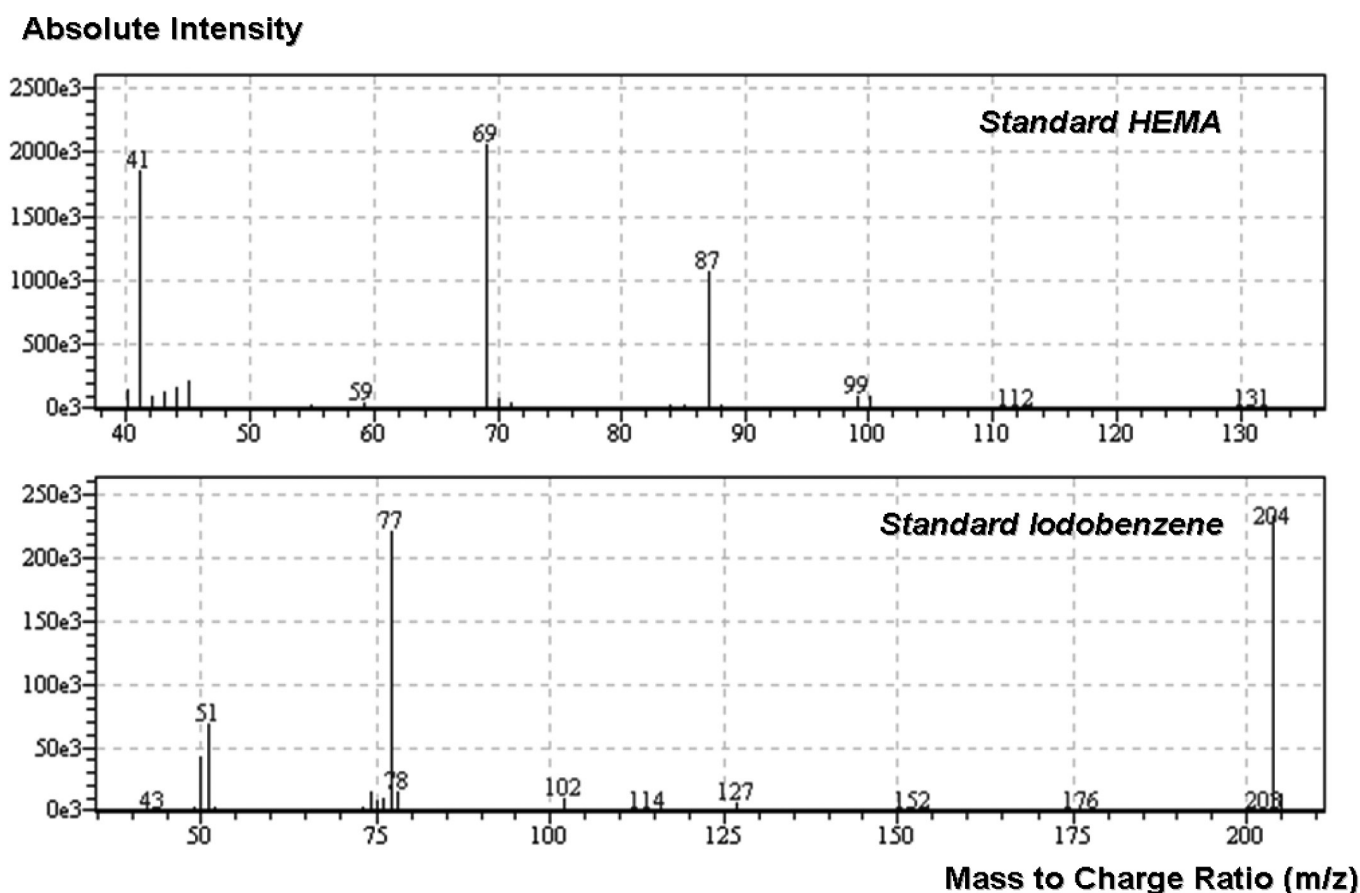 Absolute Intensity
2500e3
2000e3
1500e3
1000e3
500e3
0e3
Standard HEMA
41
59
69
87
99
112
131
40 50 60 70 80 90 100 110 120 130
250e3
200e3
150e3
100e3
50e3
0e3
Standard Iodobenzene
43
51
77
78
102
114
127
152
176
203
204
50 75 100 125 150 175 200
Mass to Charge Ratio (m/z)